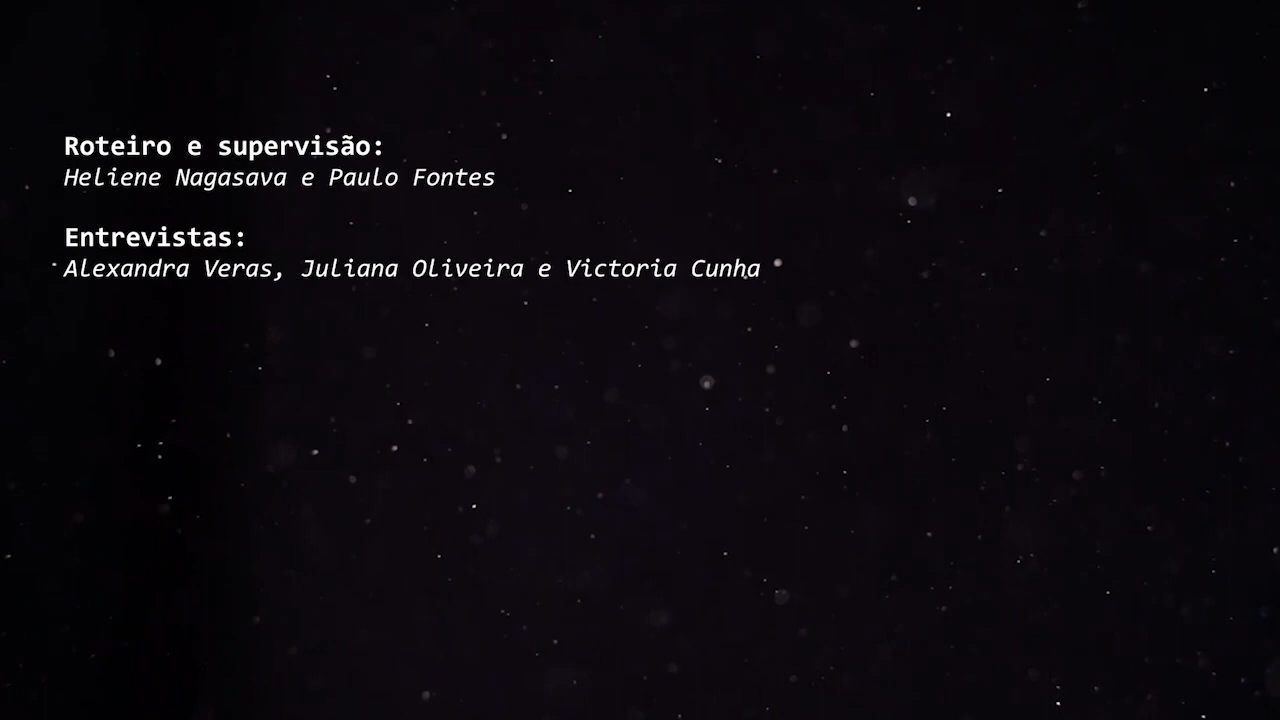 Roteiro e supervisão:
Heliene Nagasava e Paulo Fontes
Entrevistas:
Alexandra Veras, Juliana Oliveira e Victoria Cunha